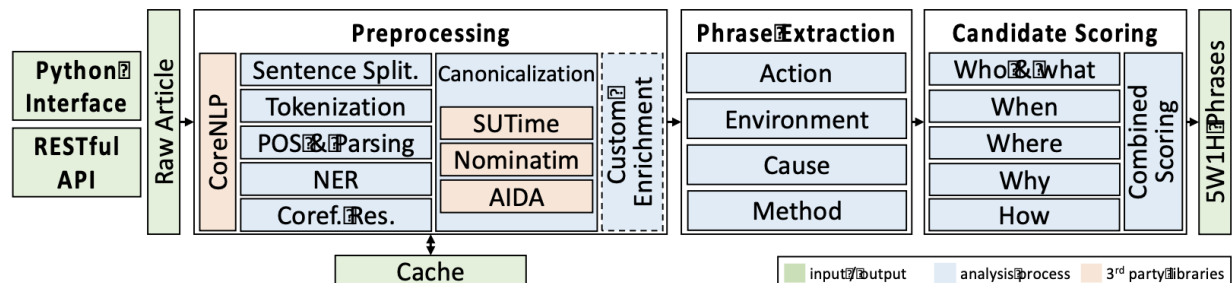 Python
Interface
RESTful
API
Raw Article
Preprocessing
CoreNLP
Sentence Split.
Tokenization
POS & Parsing
NER
Coref. Res.
Canonicalization
SUTime
Nominatim
AIDA
Custom
Enrichment
Cache
Phrase Extraction
Action
Environment
Cause
Method
Candidate Scoring
Who & what
When
Where
Why
How
Combined
Scoring
5W1H Phrases
input / output
analysis process
3rd party libraries